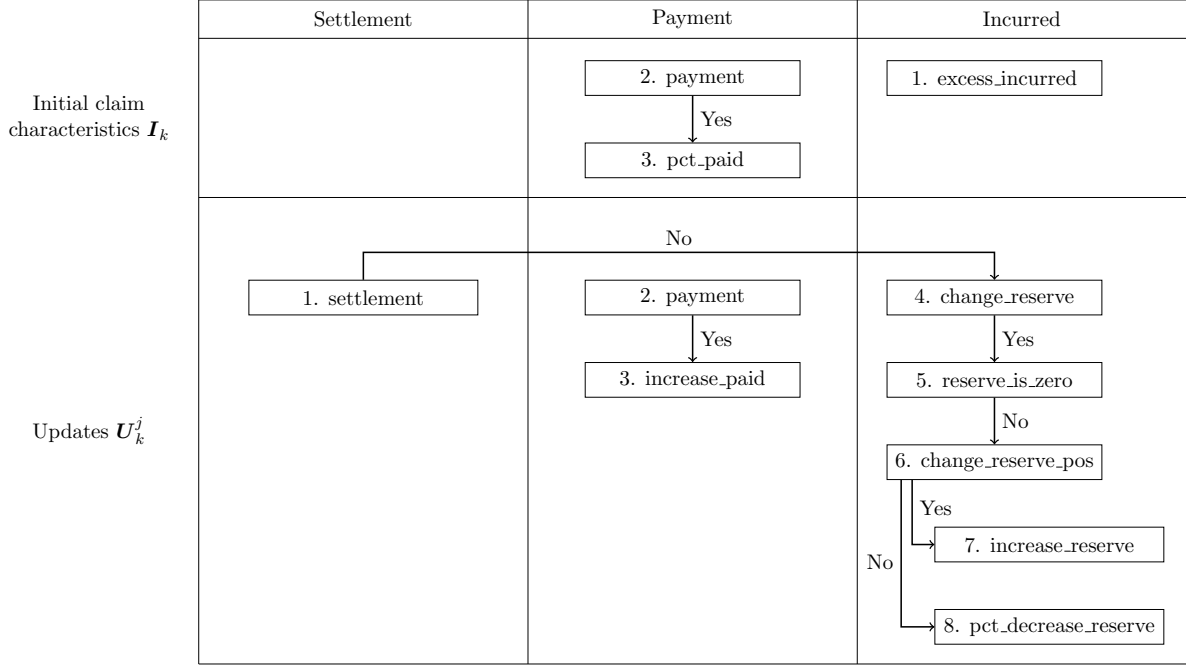 Settlement
Payment
Incurred
Initial claim
characteristics I_k
2. payment
1. excess_incurred
Yes
3. pct_paid
No
1. settlement
2. payment
4. change_reserve
Yes
Yes
3. increase_paid
5. reserve_is_zero
No
Updates U_k^j
6. change_reserve_pos
Yes
7. increase_reserve
No
8. pct_decrease_reserve